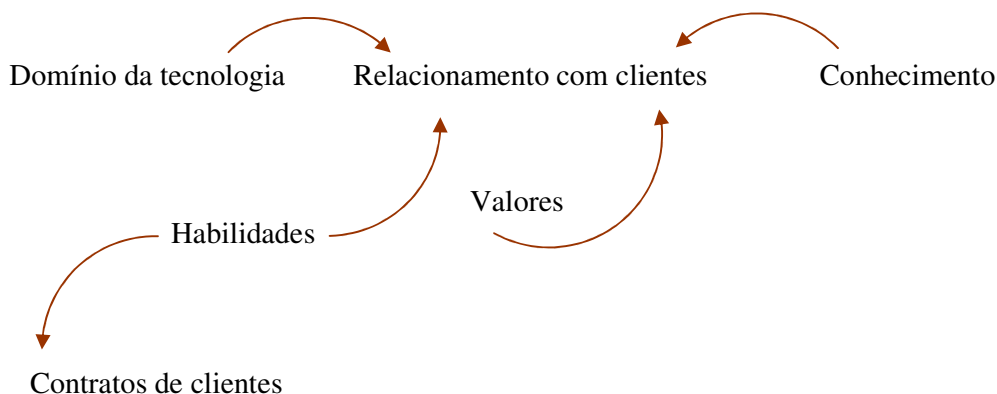 Domínio da tecnologia
Relacionamento com clientes
Conhecimento
Valores
Habilidades
Contratos de clientes